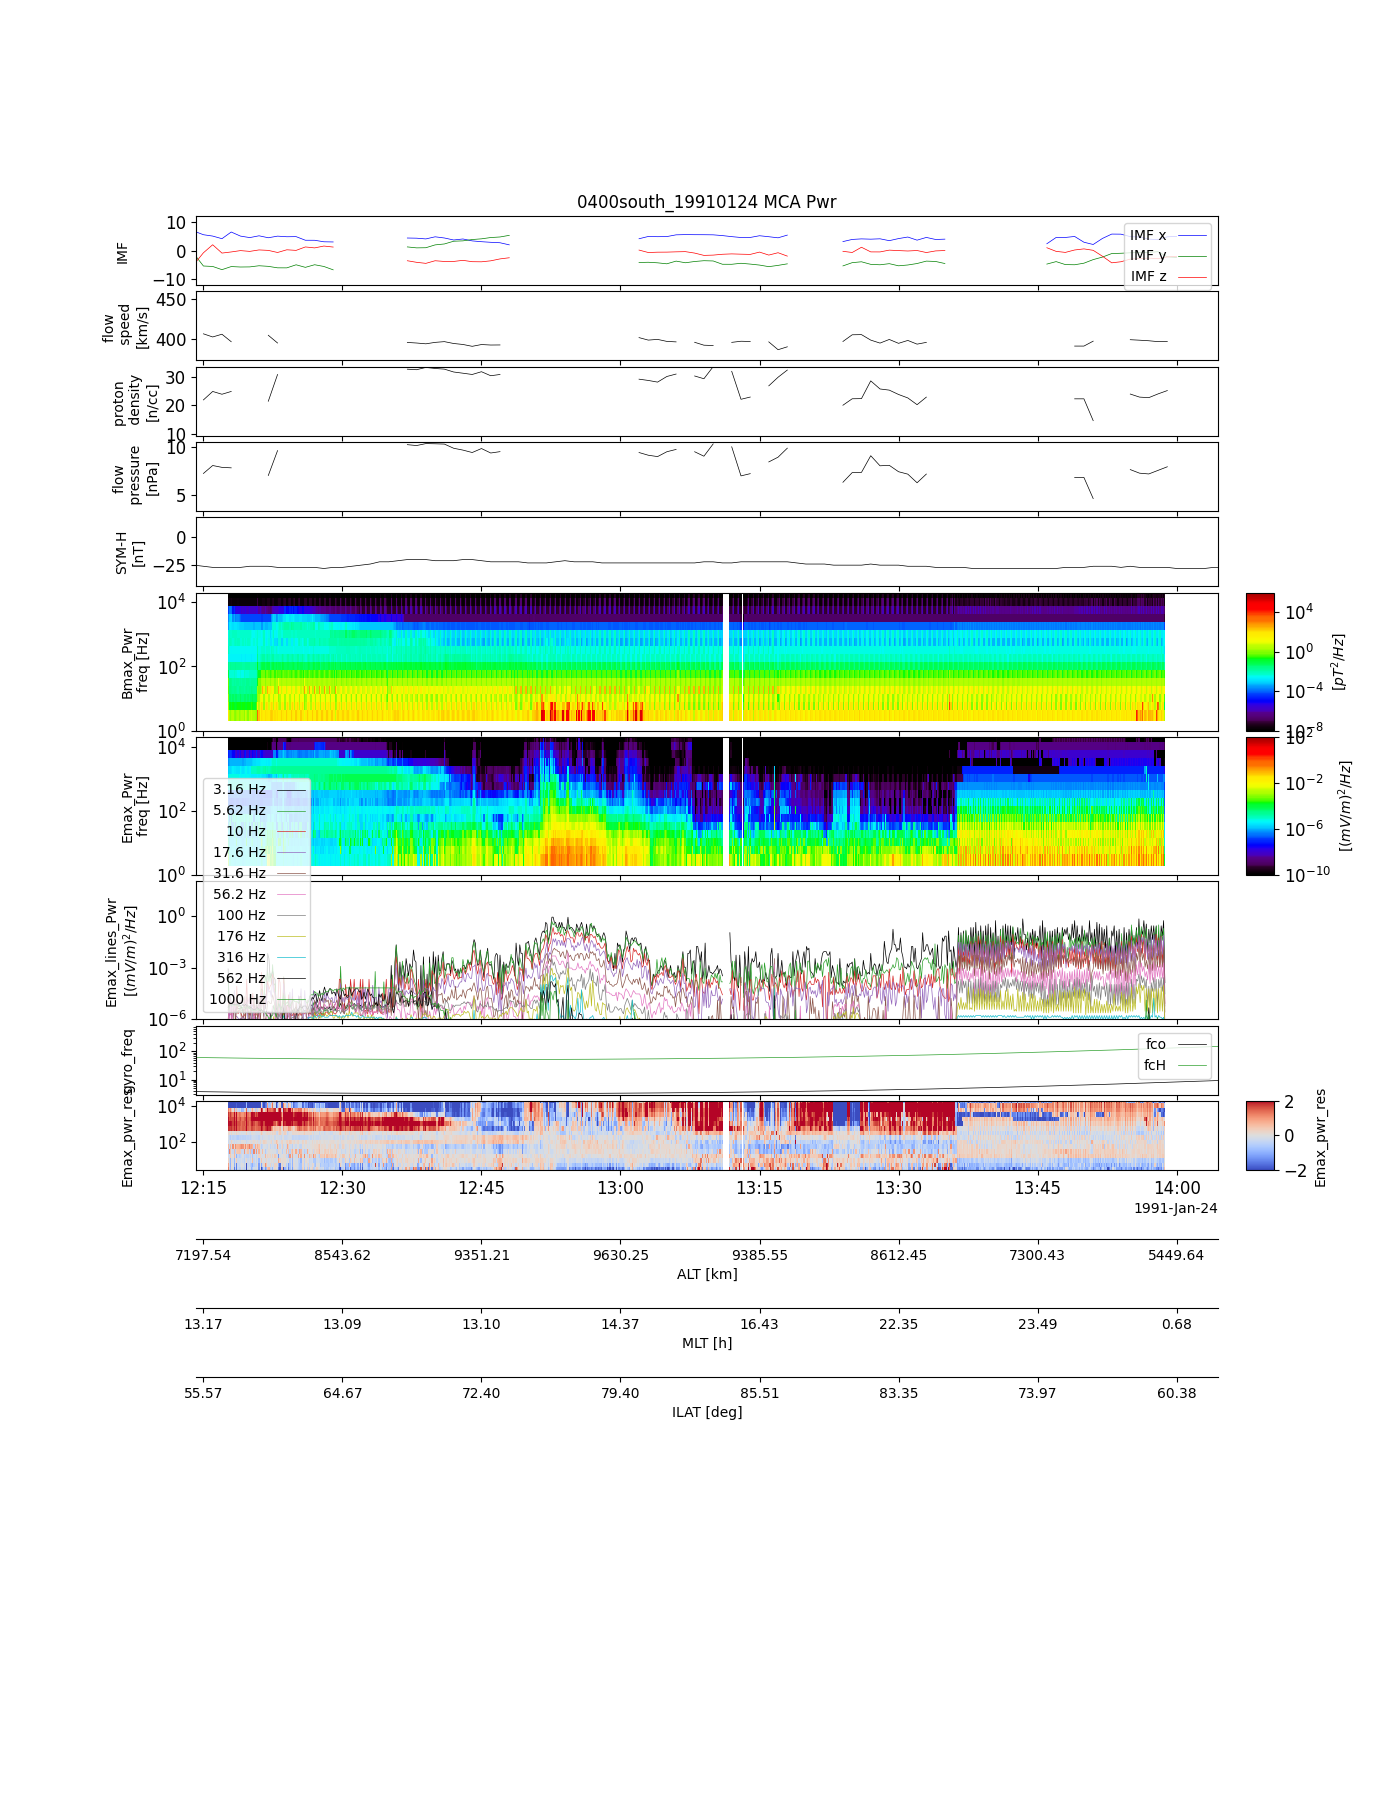 0400south_19910124 MCA Pwr
10
0
−10
IMF
IMF x
IMF y
IMF z
450
400
flow
speed
[km/s]
30
20
10
proton
density
[n/cc]
10
5
flow
pressure
[nPa]
0
−25
SYM-H
[nT]
10^4
10^2
10^0
Bmax_Pwr
freq [Hz]
10^4
10^0
10^−4
10^−8
[pT^2/Hz]
10^4
10^2
10^0
Emax_Pwr
freq [Hz]
10^2
10^−2
10^−6
10^−10
[(mV/m)^2/Hz]
3.16 Hz
5.62 Hz
10 Hz
17.6 Hz
31.6 Hz
56.2 Hz
100 Hz
176 Hz
316 Hz
562 Hz
1000 Hz
10^0
10^−3
10^−6
Emax_lines_Pwr
[(mV/m)^2/Hz]
10^2
10^1
gyro_freq
fco
fcH
10^4
10^2
Emax_pwr_res
2
0
−2
Emax_pwr_res
12:15 12:30 12:45 13:00 13:15 13:30 13:45 14:00
1991-Jan-24
7197.54 8543.62 9351.21 9630.25 9385.55 8612.45 7300.43 5449.64
ALT [km]
13.17 13.09 13.10 14.37 16.43 22.35 23.49 0.68
MLT [h]
55.57 64.67 72.40 79.40 85.51 83.35 73.97 60.38
ILAT [deg]